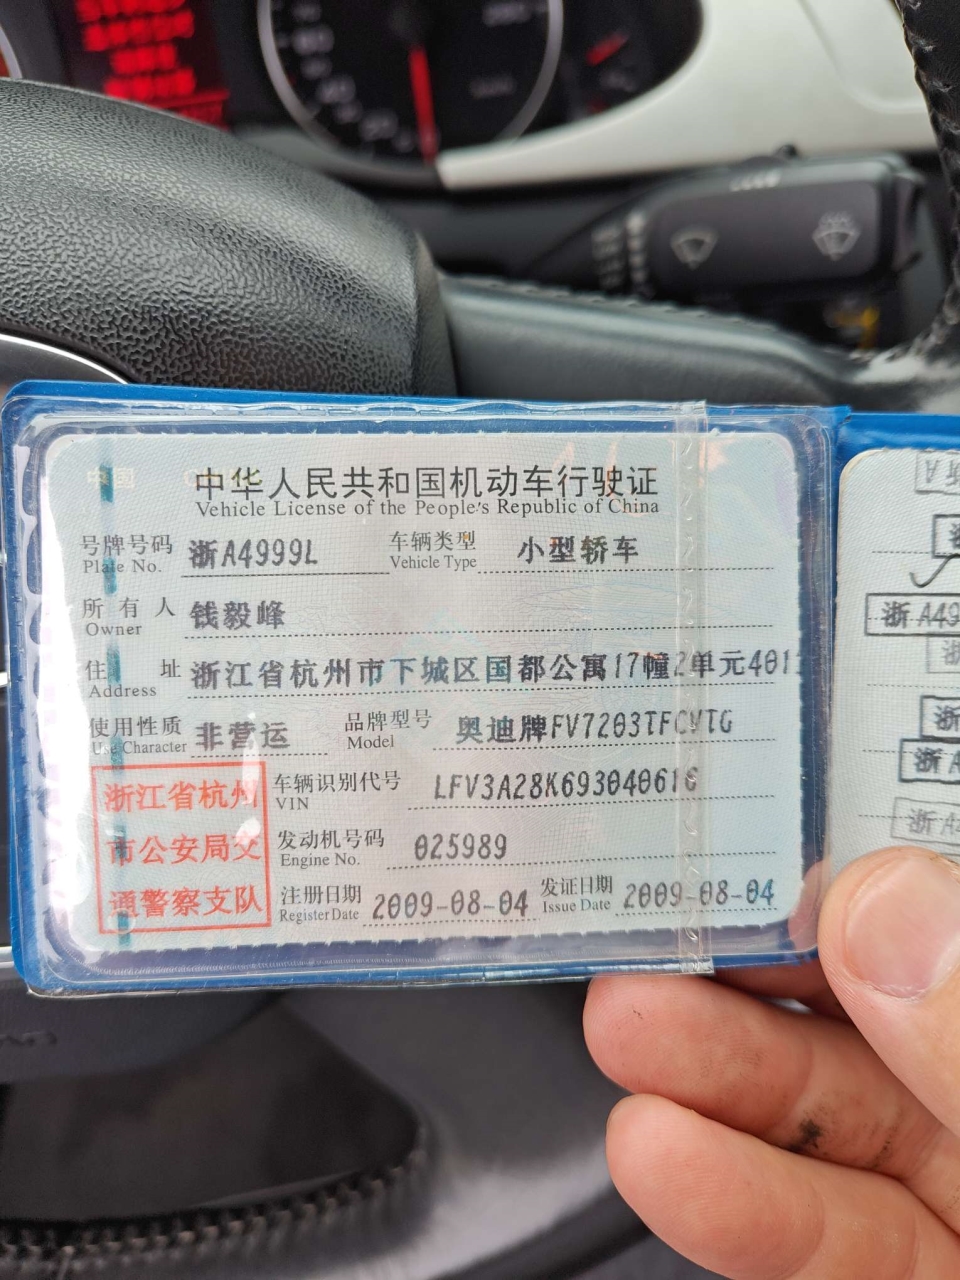 中华人民共和国机动车行驶证
Vehicle License of the People's Republic of China
号牌号码 浙A4999L 车辆类型 小型轿车
Plate No. Vehicle Type
所有人 钱毅峰
Owner
住址 浙江省杭州市下城区国都公寓17幢2单元401
Address
使用性质 非营运 品牌型号 奥迪牌FV7203TFCVTG
Use Character Model
浙江省杭州
市公安局交
通警察支队
车辆识别代号 LFV3A28K693040616
VIN
发动机号码 025989
Engine No.
注册日期 2009-08-04 发证日期 2009-08-04
Register Date Issue Date
浙 A49
浙
浙 A
浙 A4